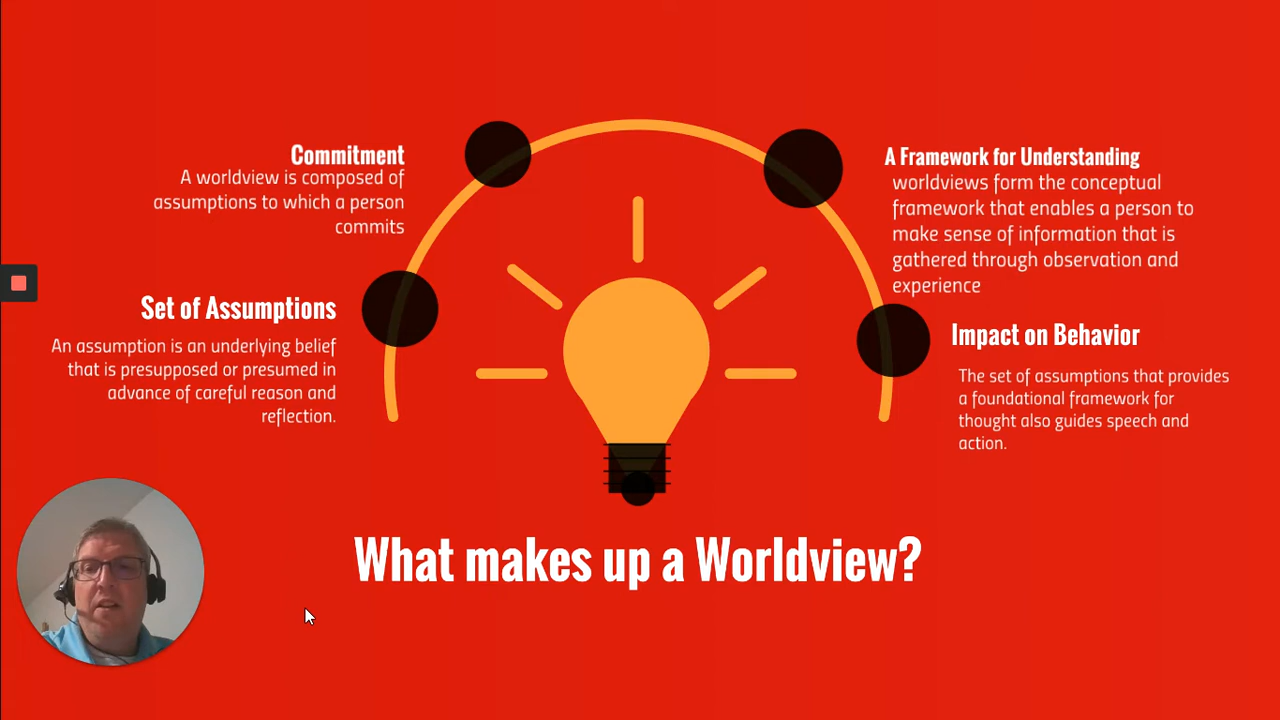 Commitment
A worldview is composed of
assumptions to which a person
commits
Set of Assumptions
An assumption is an underlying belief
that is presupposed or presumed in
advance of careful reason and
reflection.
A Framework for Understanding
worldviews form the conceptual
framework that enables a person to
make sense of information that is
gathered through observation and
experience
Impact on Behavior
The set of assumptions that provides
a foundational framework for
thought also guides speech and
action.
What makes up a Worldview?